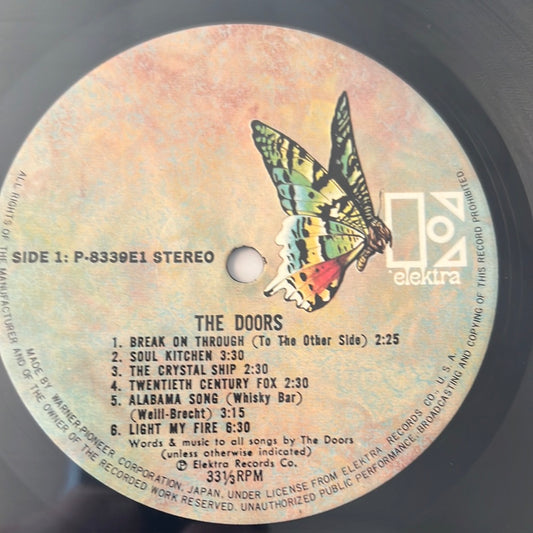 SIDE 1: P-8339E1 STEREO
elektra
THE DOORS
1. BREAK ON THROUGH (To The Other Side) 2:25
2. SOUL KITCHEN 3:30
3. THE CRYSTAL SHIP 2:30
4. TWENTIETH CENTURY FOX 2:30
5. ALABAMA SONG (Whisky Bar)
(Weill-Brecht) 3:15
6. LIGHT MY FIRE 6:30
Words & music to all songs by The Doors
(unless otherwise indicated)
Ⓟ Elektra Records Co.
33⅓RPM
MADE BY WARNER-PIONEER CORPORATION, JAPAN, UNDER LICENSE FROM ELEKTRA RECORDS CO., U.S.A.
ALL RIGHTS OF THE MANUFACTURER AND OF THE OWNER OF THE RECORDED WORK RESERVED. UNAUTHORIZED PUBLIC PERFORMANCE, BROADCASTING AND COPYING OF THIS RECORD PROHIBITED.